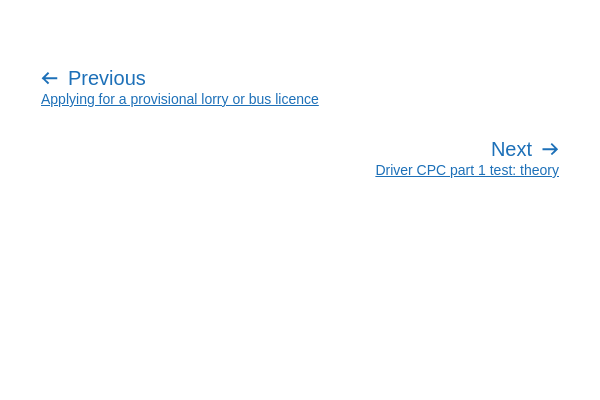 Previous
Applying for a provisional lorry or bus licence
Next
Driver CPC part 1 test: theory